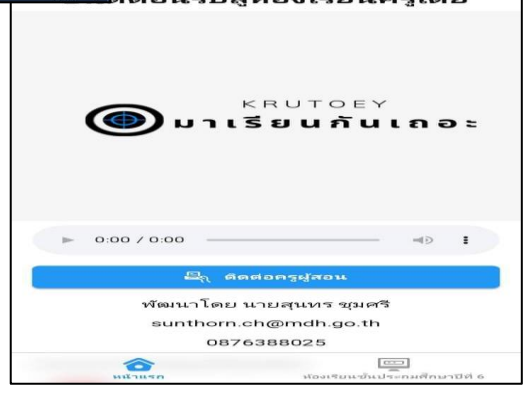 KRUTOEY
มาเรียนกันเถอะ
0:00 / 0:00
ติดต่อครูผู้สอน
พัฒนาโดย นายสุนทร ชุมศรี
sunthorn.ch@mdh.go.th
0876388025
หน้าแรก
ห้องเรียนชั้นประถมศึกษาปีที่ 6